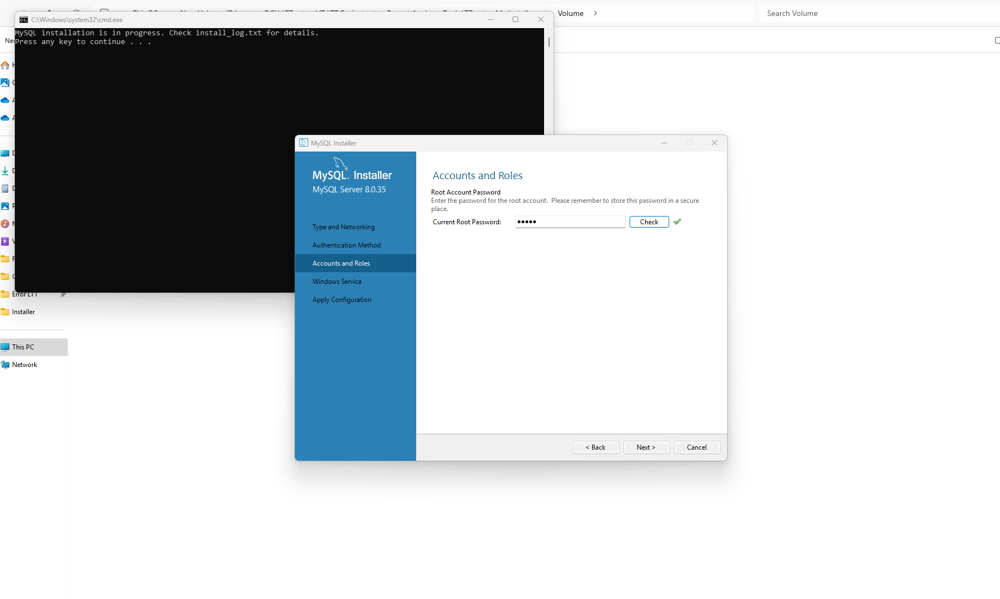 Volume
Search Volume
C:\Windows\system32\cmd.exe
MySQL installation is in progress. Check install_log.txt for details.
Press any key to continue . . .
Error LTT
Installer
This PC
Network
MySQL Installer
MySQL. Installer
MySQL Server 8.0.35
Type and Networking
Authentication Method
Accounts and Roles
Windows Service
Apply Configuration
Accounts and Roles
Root Account Password
Enter the password for the root account. Please remember to store this password in a secure
place.
Current Root Password:
Check
< Back
Next >
Cancel